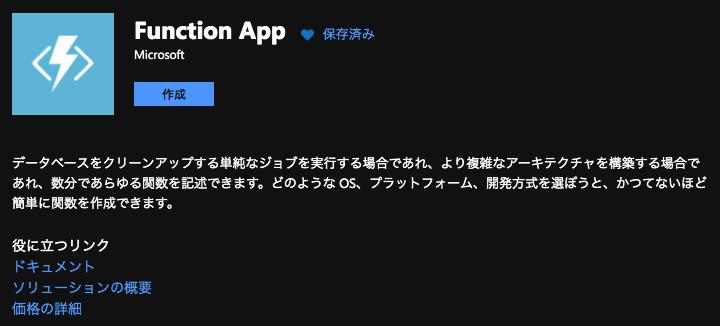 Function App
保存済み
Microsoft
作成
データベースをクリーンアップする単純なジョブを実行する場合であれ、より複雑なアーキテクチャを構築する場合で
あれ、数分であらゆる関数を記述できます。どのような OS、プラットフォーム、開発方式を選ぼうと、かつてないほど
簡単に関数を作成できます。
役に立つリンク
ドキュメント
ソリューションの概要
価格の詳細